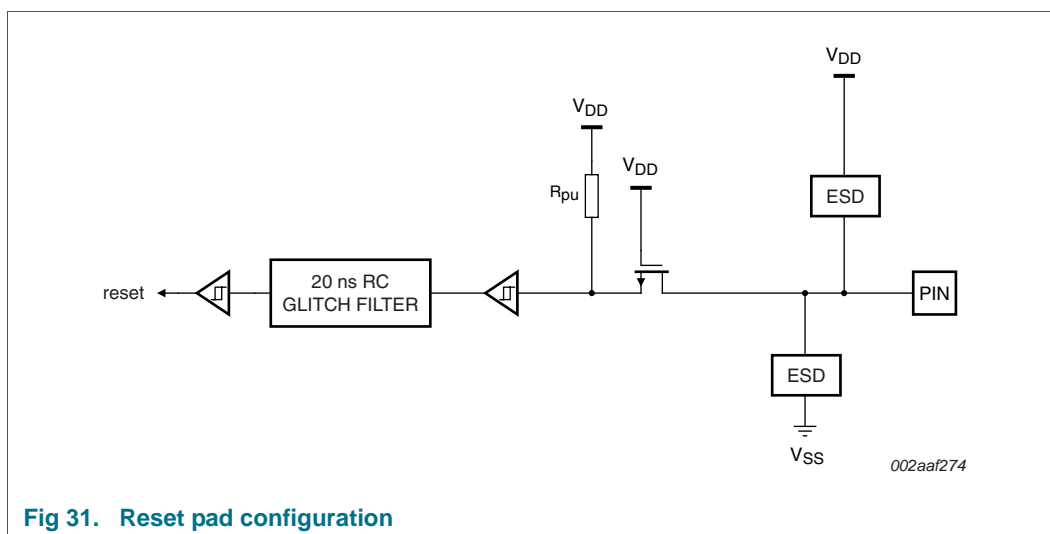 VDD
VDD
VDD
Rpu
ESD
reset
20 ns RC
GLITCH FILTER
PIN
ESD
VSS
002aaf274
Fig 31. Reset pad configuration